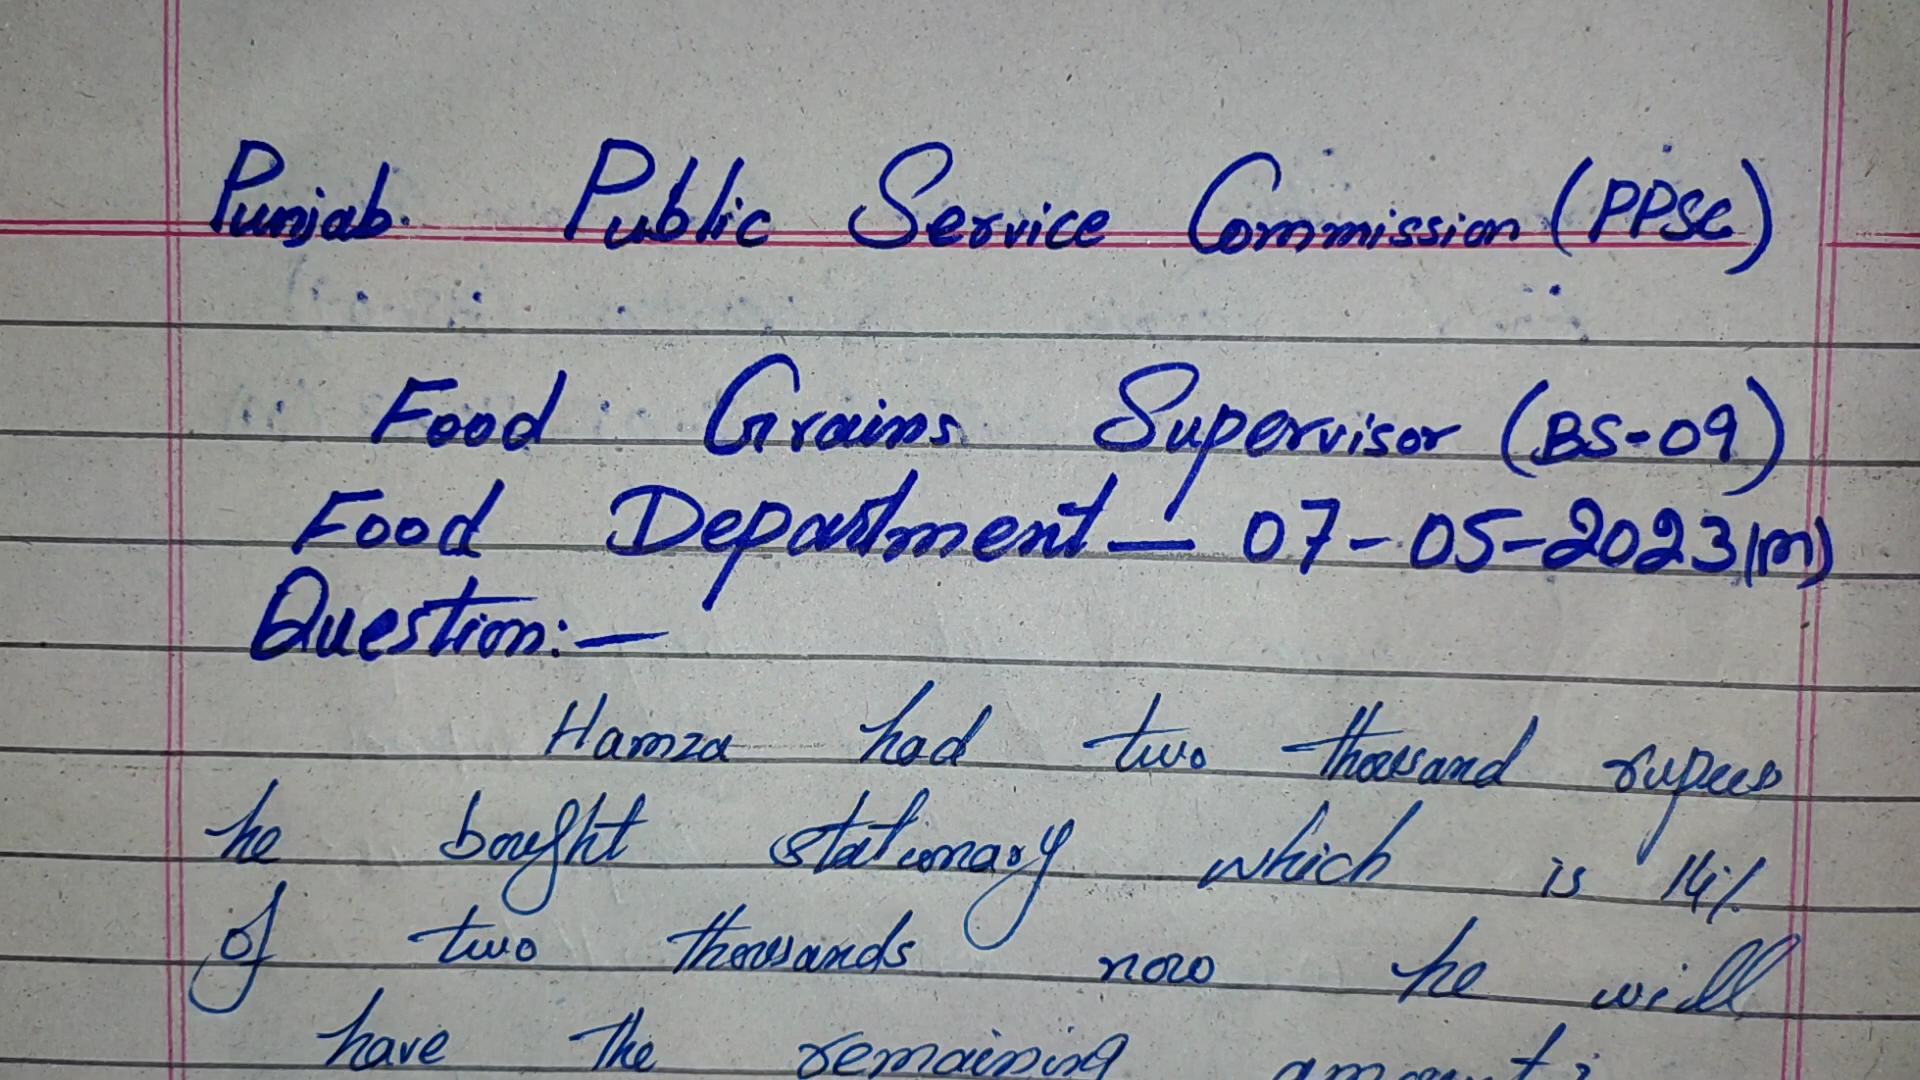 Punjab. Public Service Commission (PPSC)
Food Grains Supervisor (BS-09)
Food Department — 07-05-2023(m)
Question:—
Hamza had two thousand rupees
he bought stationary which is 14%
of two thousands now he will
have the remaining amount: